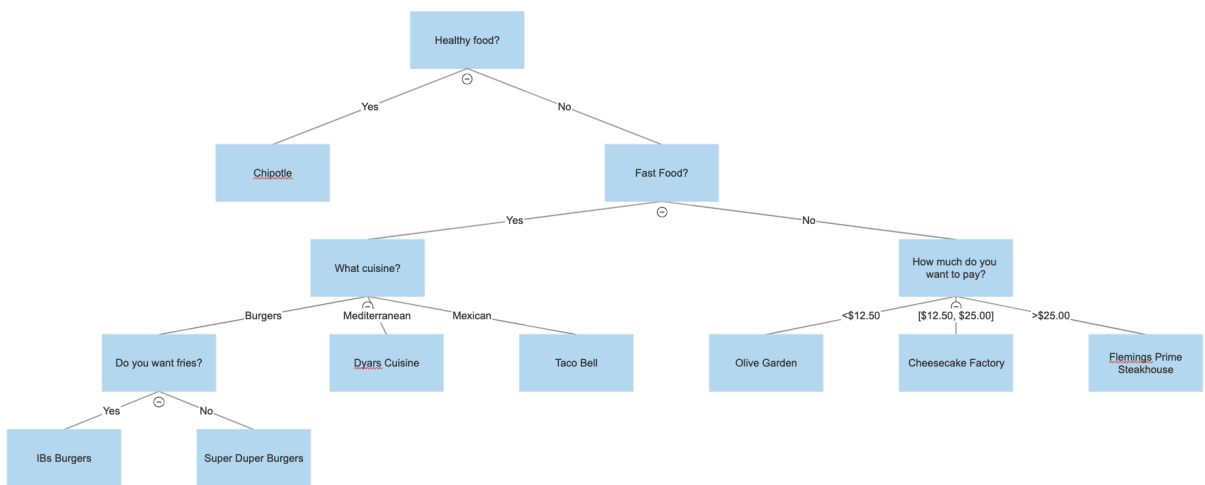 Healthy food?
Yes
No
Chipotle
Fast Food?
Yes
No
What cuisine?
How much do you
want to pay?
Burgers
Mediterranean
Mexican
<$12.50
[$12.50, $25.00]
>$25.00
Do you want fries?
Dyars Cuisine
Taco Bell
Olive Garden
Cheesecake Factory
Flemings Prime
Steakhouse
Yes
No
IBs Burgers
Super Duper Burgers